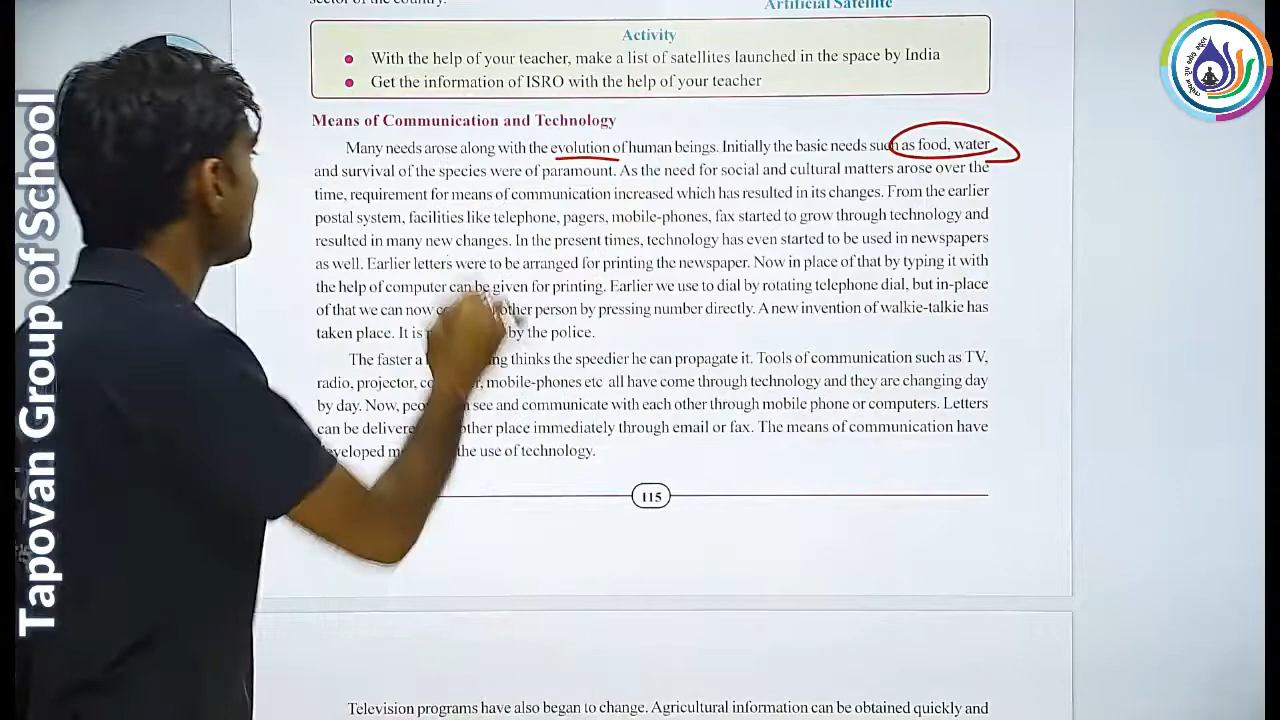 sector of the country.
Artificial Satellite
Activity
With the help of your teacher, make a list of satellites launched in the space by India
Get the information of ISRO with the help of your teacher
Means of Communication and Technology
Many needs arose along with the evolution of human beings. Initially the basic needs such as food, water
and survival of the species were of paramount. As the need for social and cultural matters arose over the
time, requirement for means of communication increased which has resulted in its changes. From the earlier
postal system, facilities like telephone, pagers, mobile-phones, fax started to grow through technology and
resulted in many new changes. In the present times, technology has even started to be used in newspapers
as well. Earlier letters were to be arranged for printing the newspaper. Now in place of that by typing it with
the help of computer can be given for printing. Earlier we use to dial by rotating telephone dial, but in-place
of that we can now other person by pressing number directly. A new invention of walkie-talkie has
taken place. It is by the police.
The faster a thinks the speedier he can propagate it. Tools of communication such as TV,
radio, projector, mobile-phones etc all have come through technology and they are changing day
by day. Now, see and communicate with each other through mobile phone or computers. Letters
can be delivere other place immediately through email or fax. The means of communication have
the use of technology.
115
Television programs have also began to change. Agricultural information can be obtained quickly and
Tapovan Group of School